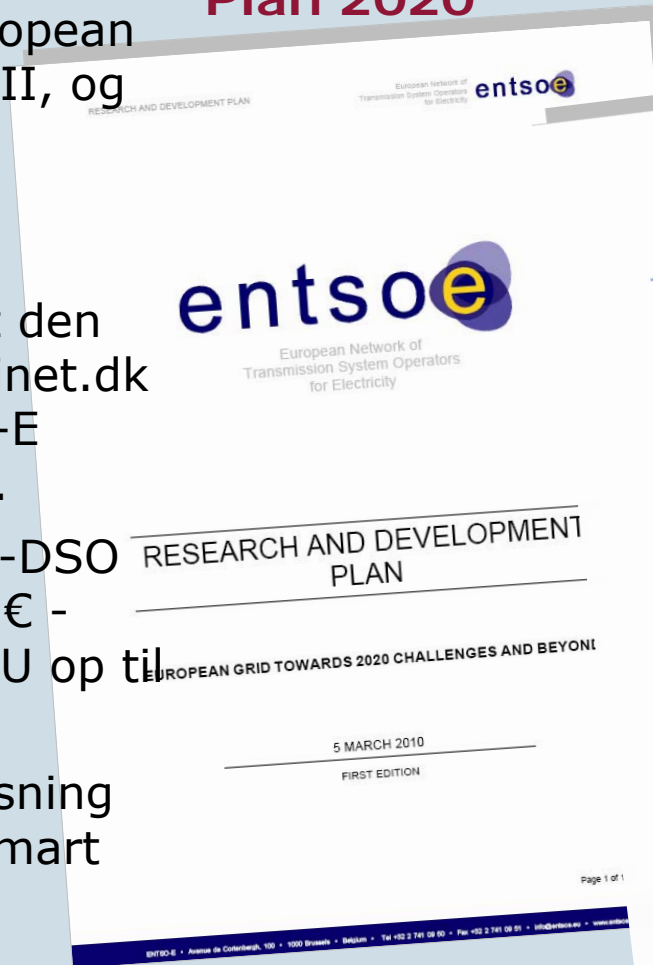 Plan 2020
opean
II, og
den
net.dk
-E
.
-DSO
€ -
U op til
sning
mart
RESEARCH AND DEVELOPMENT PLAN
European Network of
Transmission System Operators
for Electricity
entsoe
entsoe
European Network of
Transmission System Operators
for Electricity
RESEARCH AND DEVELOPMENT
PLAN
EUROPEAN GRID TOWARDS 2020 CHALLENGES AND BEYOND
5 MARCH 2010
FIRST EDITION
Page 1 of 1
ENTSO-E • Avenue de Cortenbergh, 100 • 1000 Brussels • Belgium • Tel +32 2 741 09 50 • Fax +32 2 741 09 51 • info@entsoe.eu • www.entsoe